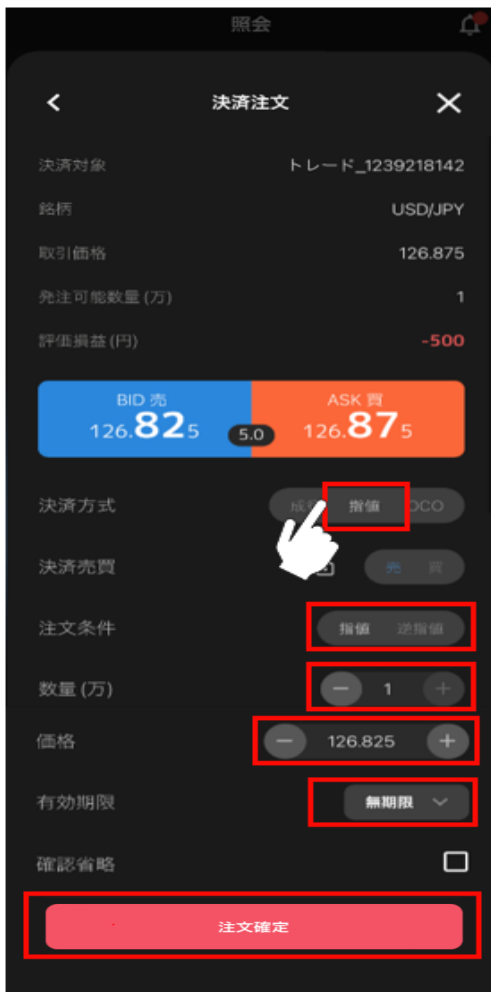 照会
決済注文
決済対象 トレード_1239218142
銘柄 USD/JPY
取引価格 126.875
発注可能数量(万) 1
評価損益(円) -500
BID 売 ASK 買
126.825 5.0 126.875
決済方式 指値 OCO
決済売買 売 買
注文条件 指値 逆指値
数量(万) 1
価格 126.825
有効期限 無期限
確認省略
注文確定